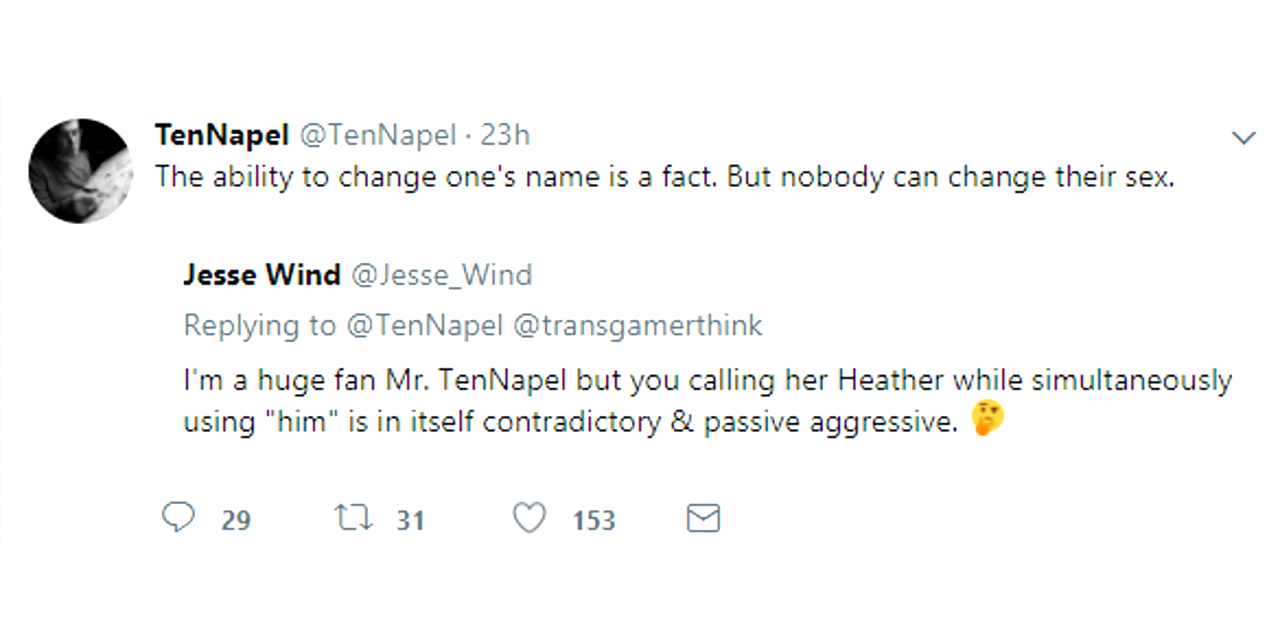 TenNapel @TenNapel · 23h
The ability to change one's name is a fact. But nobody can change their sex.
Jesse Wind @Jesse_Wind
Replying to @TenNapel @transgamerthink
I'm a huge fan Mr. TenNapel but you calling her Heather while simultaneously
using "him" is in itself contradictory & passive aggressive. 🤔
29 31 153